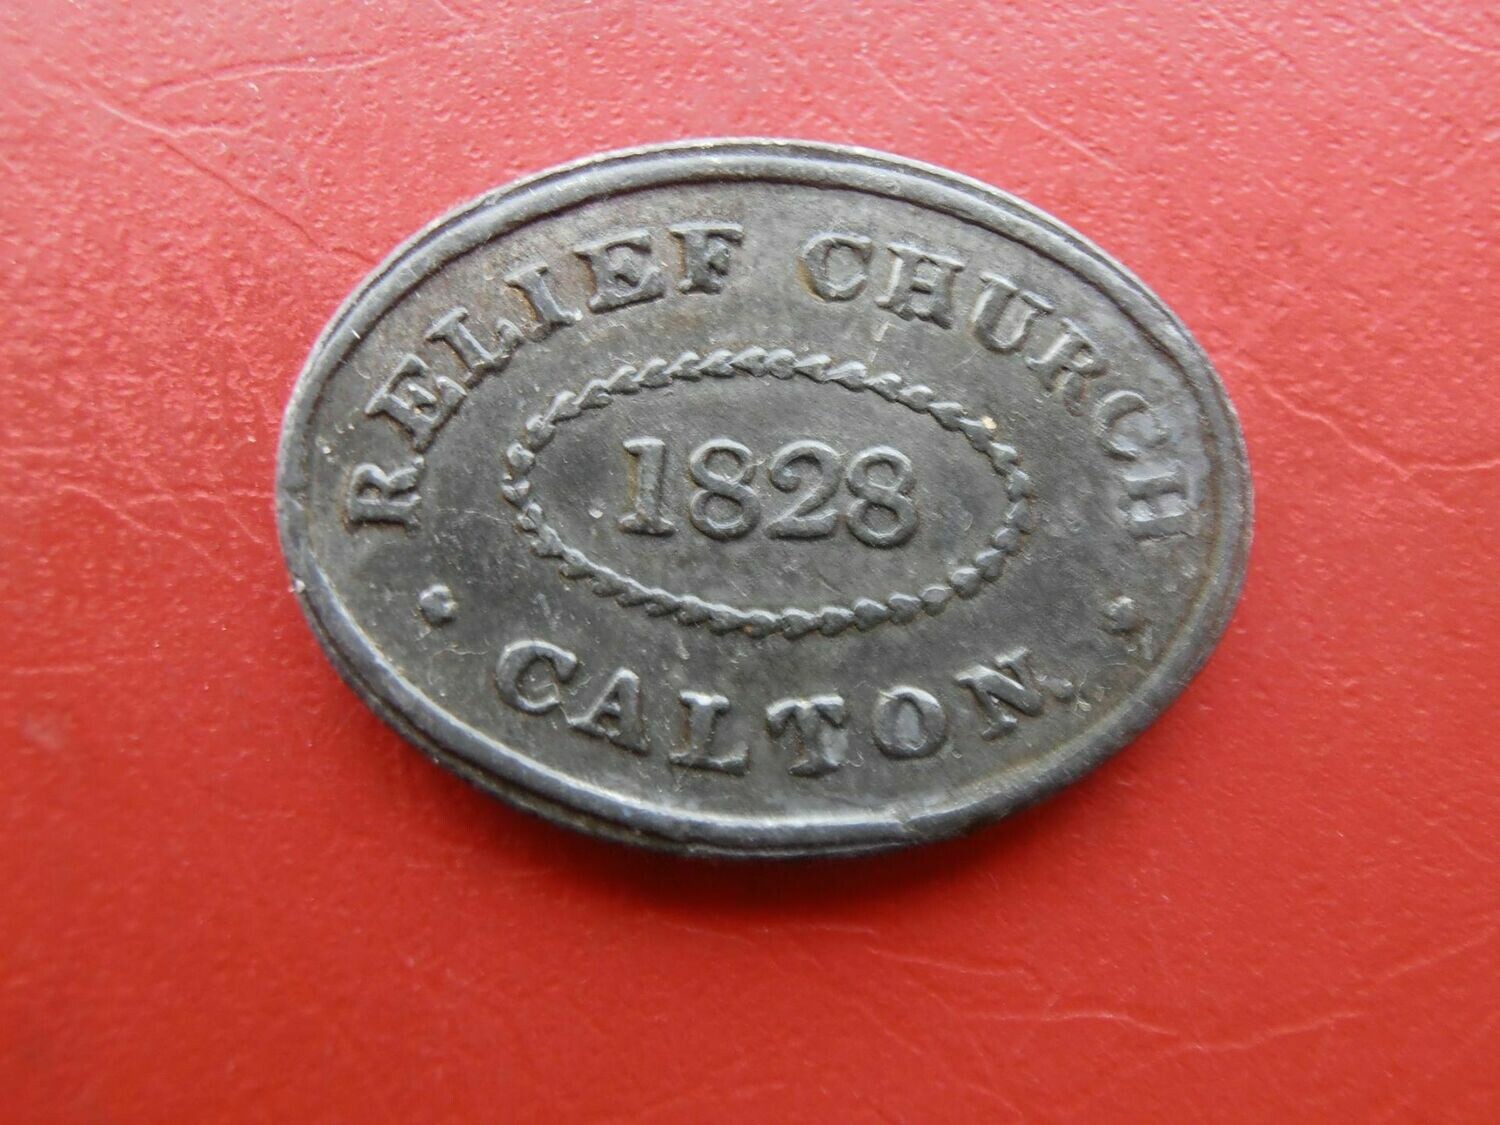 RELIEF CHURCH
1828
CALTON.